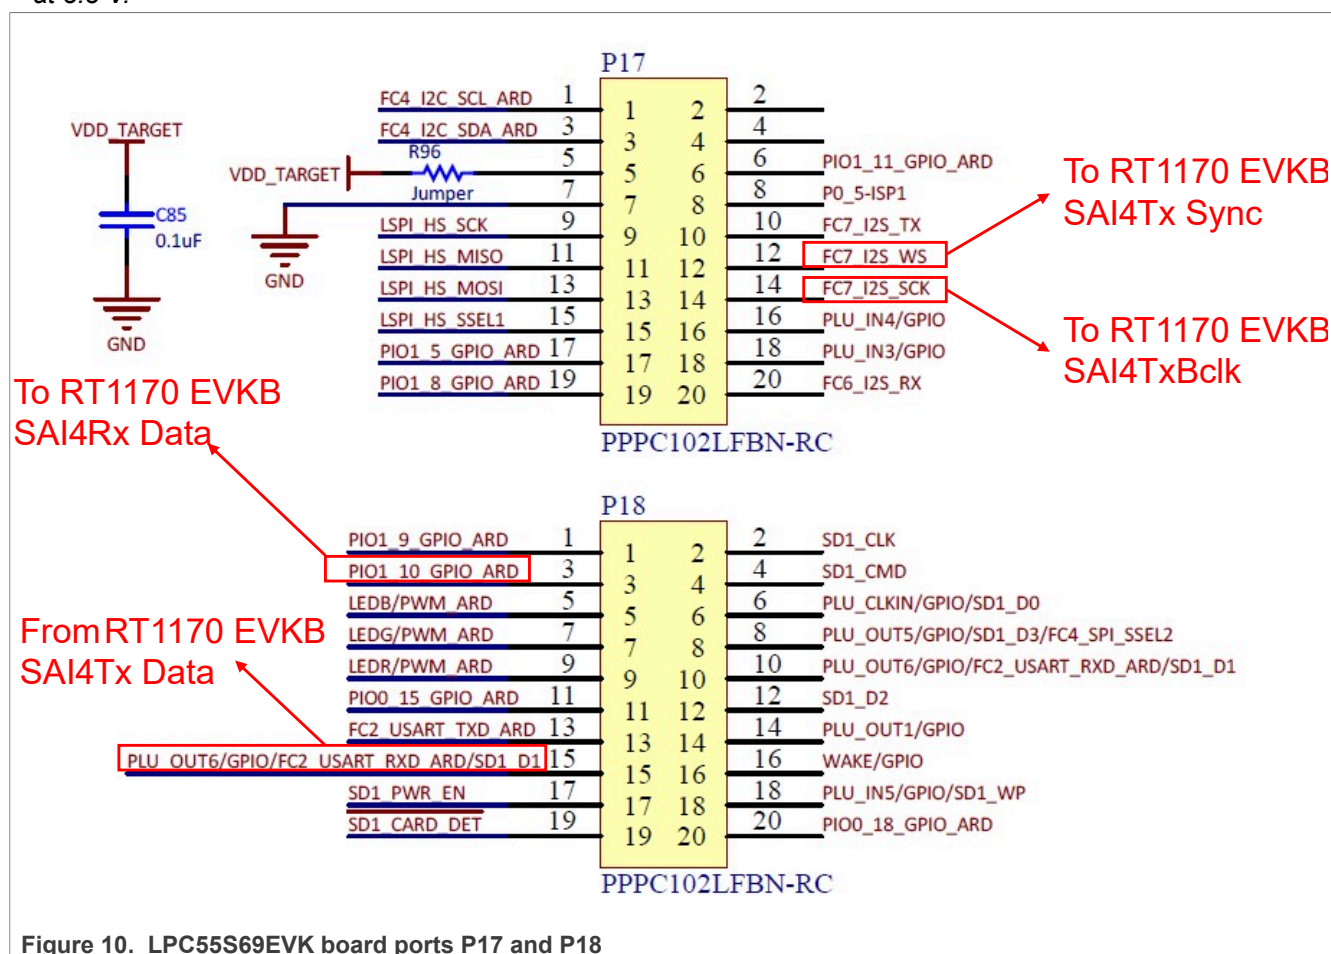 at 3.3 V.
P17
FC4_I2C_SCL_ARD 1 1 2 2
VDD_TARGET
FC4_I2C_SDA_ARD 3 3 4 4
R96
VDD_TARGET 5 5 6 6 PIO1_11_GPIO_ARD
Jumper 7 7 8 8 P0_5-ISP1
To RT1170 EVKB
SAI4Tx Sync
C85
0.1uF
LSPI_HS_SCK 9 9 10 10 FC7_I2S_TX
LSPI_HS_MISO 11 11 12 12 FC7_I2S_WS
GND
LSPI_HS_MOSI 13 13 14 14 FC7_I2S_SCK
LSPI_HS_SSEL1 15 15 16 16 PLU_IN4/GPIO
GND
PIO1_5_GPIO_ARD 17 17 18 18 PLU_IN3/GPIO
PIO1_8_GPIO_ARD 19 19 20 20 FC6_I2S_RX
To RT1170 EVKB
SAI4TxBclk
To RT1170 EVKB
SAI4Rx Data
PPPC102LFBN-RC
P18
PIO1_9_GPIO_ARD 1 1 2 2 SD1_CLK
PIO1_10_GPIO_ARD 3 3 4 4 SD1_CMD
LEDB/PWM_ARD 5 5 6 6 PLU_CLKIN/GPIO/SD1_D0
From RT1170 EVKB
SAI4Tx Data
LEDG/PWM_ARD 7 7 8 8 PLU_OUT5/GPIO/SD1_D3/FC4_SPI_SSEL2
LEDR/PWM_ARD 9 9 10 10 PLU_OUT6/GPIO/FC2_USART_RXD_ARD/SD1_D1
PIO0_15_GPIO_ARD 11 11 12 12 SD1_D2
FC2_USART_TXD_ARD 13 13 14 14 PLU_OUT1/GPIO
PLU_OUT6/GPIO/FC2_USART_RXD_ARD/SD1_D1 15 15 16 16 WAKE/GPIO
SD1_PWR_EN 17 17 18 18 PLU_IN5/GPIO/SD1_WP
SD1_CARD_DET 19 19 20 20 PIO0_18_GPIO_ARD
PPPC102LFBN-RC
Figure 10. LPC55S69EVK board ports P17 and P18